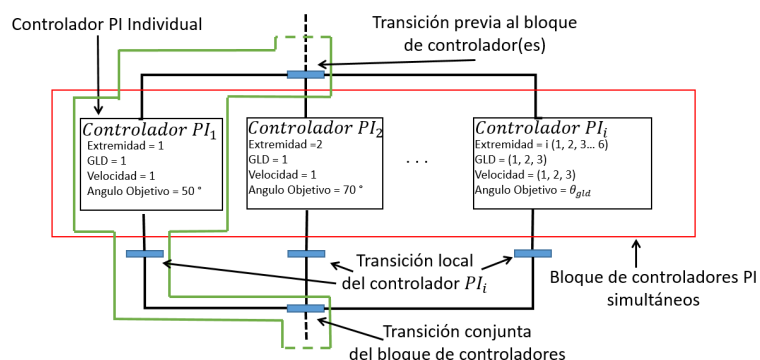 Controlador PI Individual
Transición previa al bloque
de controlador(es)
Controlador PI₁
Extremidad = 1
GLD = 1
Velocidad = 1
Angulo Objetivo = 50 °
Controlador PI₂
Extremidad =2
GLD = 1
Velocidad = 1
Angulo Objetivo = 70 °
. . .
Controlador PIᵢ
Extremidad = i (1, 2, 3... 6)
GLD = (1, 2, 3)
Velocidad = (1, 2, 3)
Angulo Objetivo = θ_gld
Transición local
del controlador PIᵢ
Bloque de controladores PI
simultáneos
Transición conjunta
del bloque de controladores